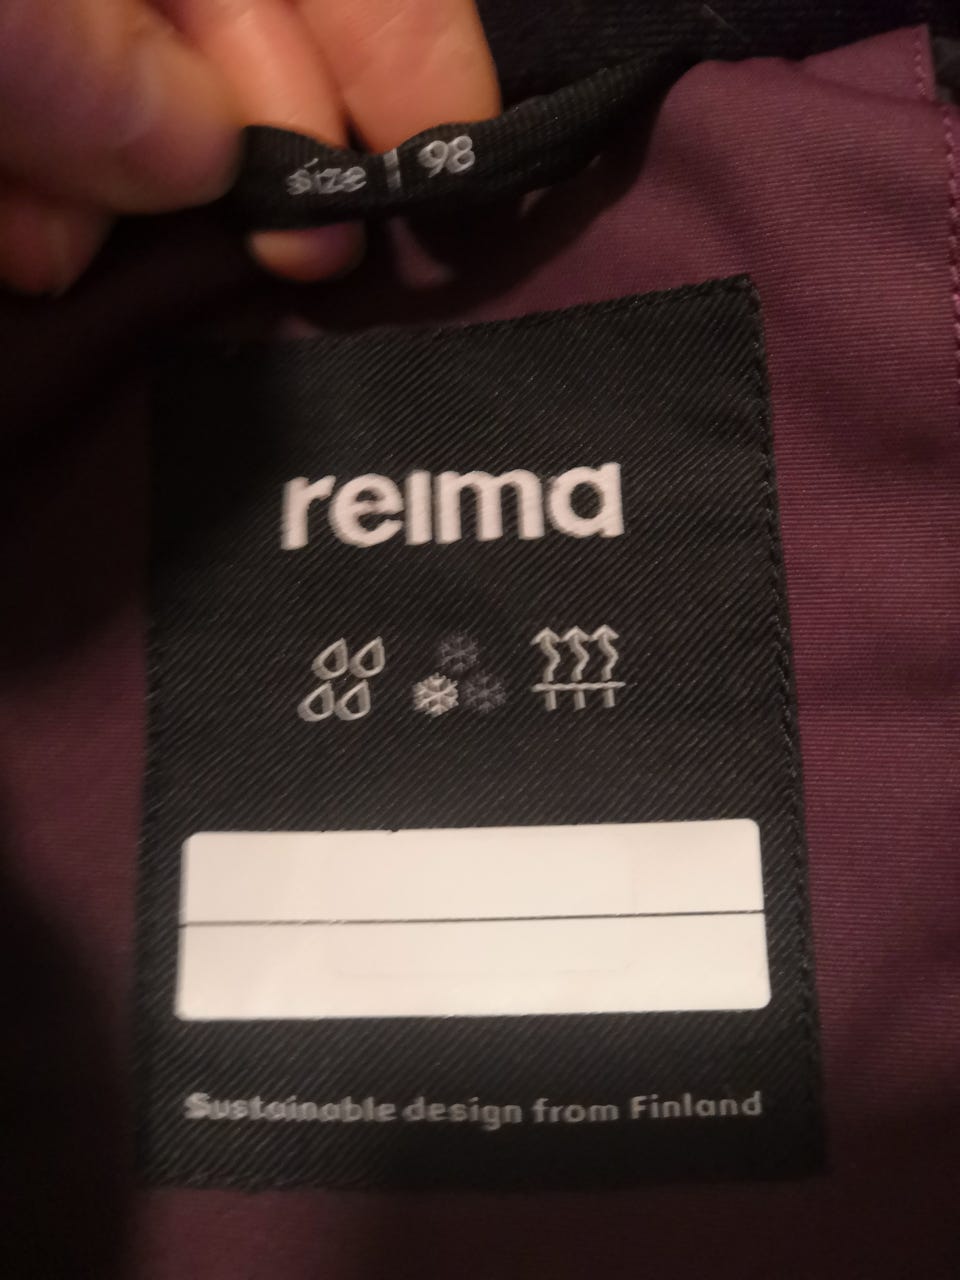 size | 98
reima
Sustainable design from Finland